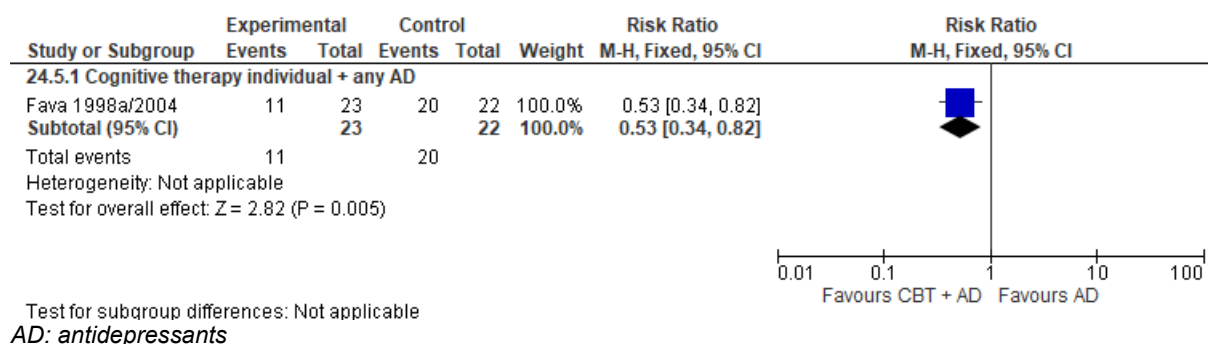 Experimental Control Risk Ratio Risk Ratio
Study or Subgroup Events Total Events Total Weight M-H, Fixed, 95% CI M-H, Fixed, 95% CI
24.5.1 Cognitive therapy individual + any AD
Fava 1998a/2004 11 23 20 22 100.0% 0.53 [0.34, 0.82]
Subtotal (95% CI) 23 22 100.0% 0.53 [0.34, 0.82]
Total events 11 20
Heterogeneity: Not applicable
Test for overall effect: Z = 2.82 (P = 0.005)
0.01 0.1 1 10 100
Favours CBT + AD Favours AD
Test for subgroup differences: Not applicable
AD: antidepressants